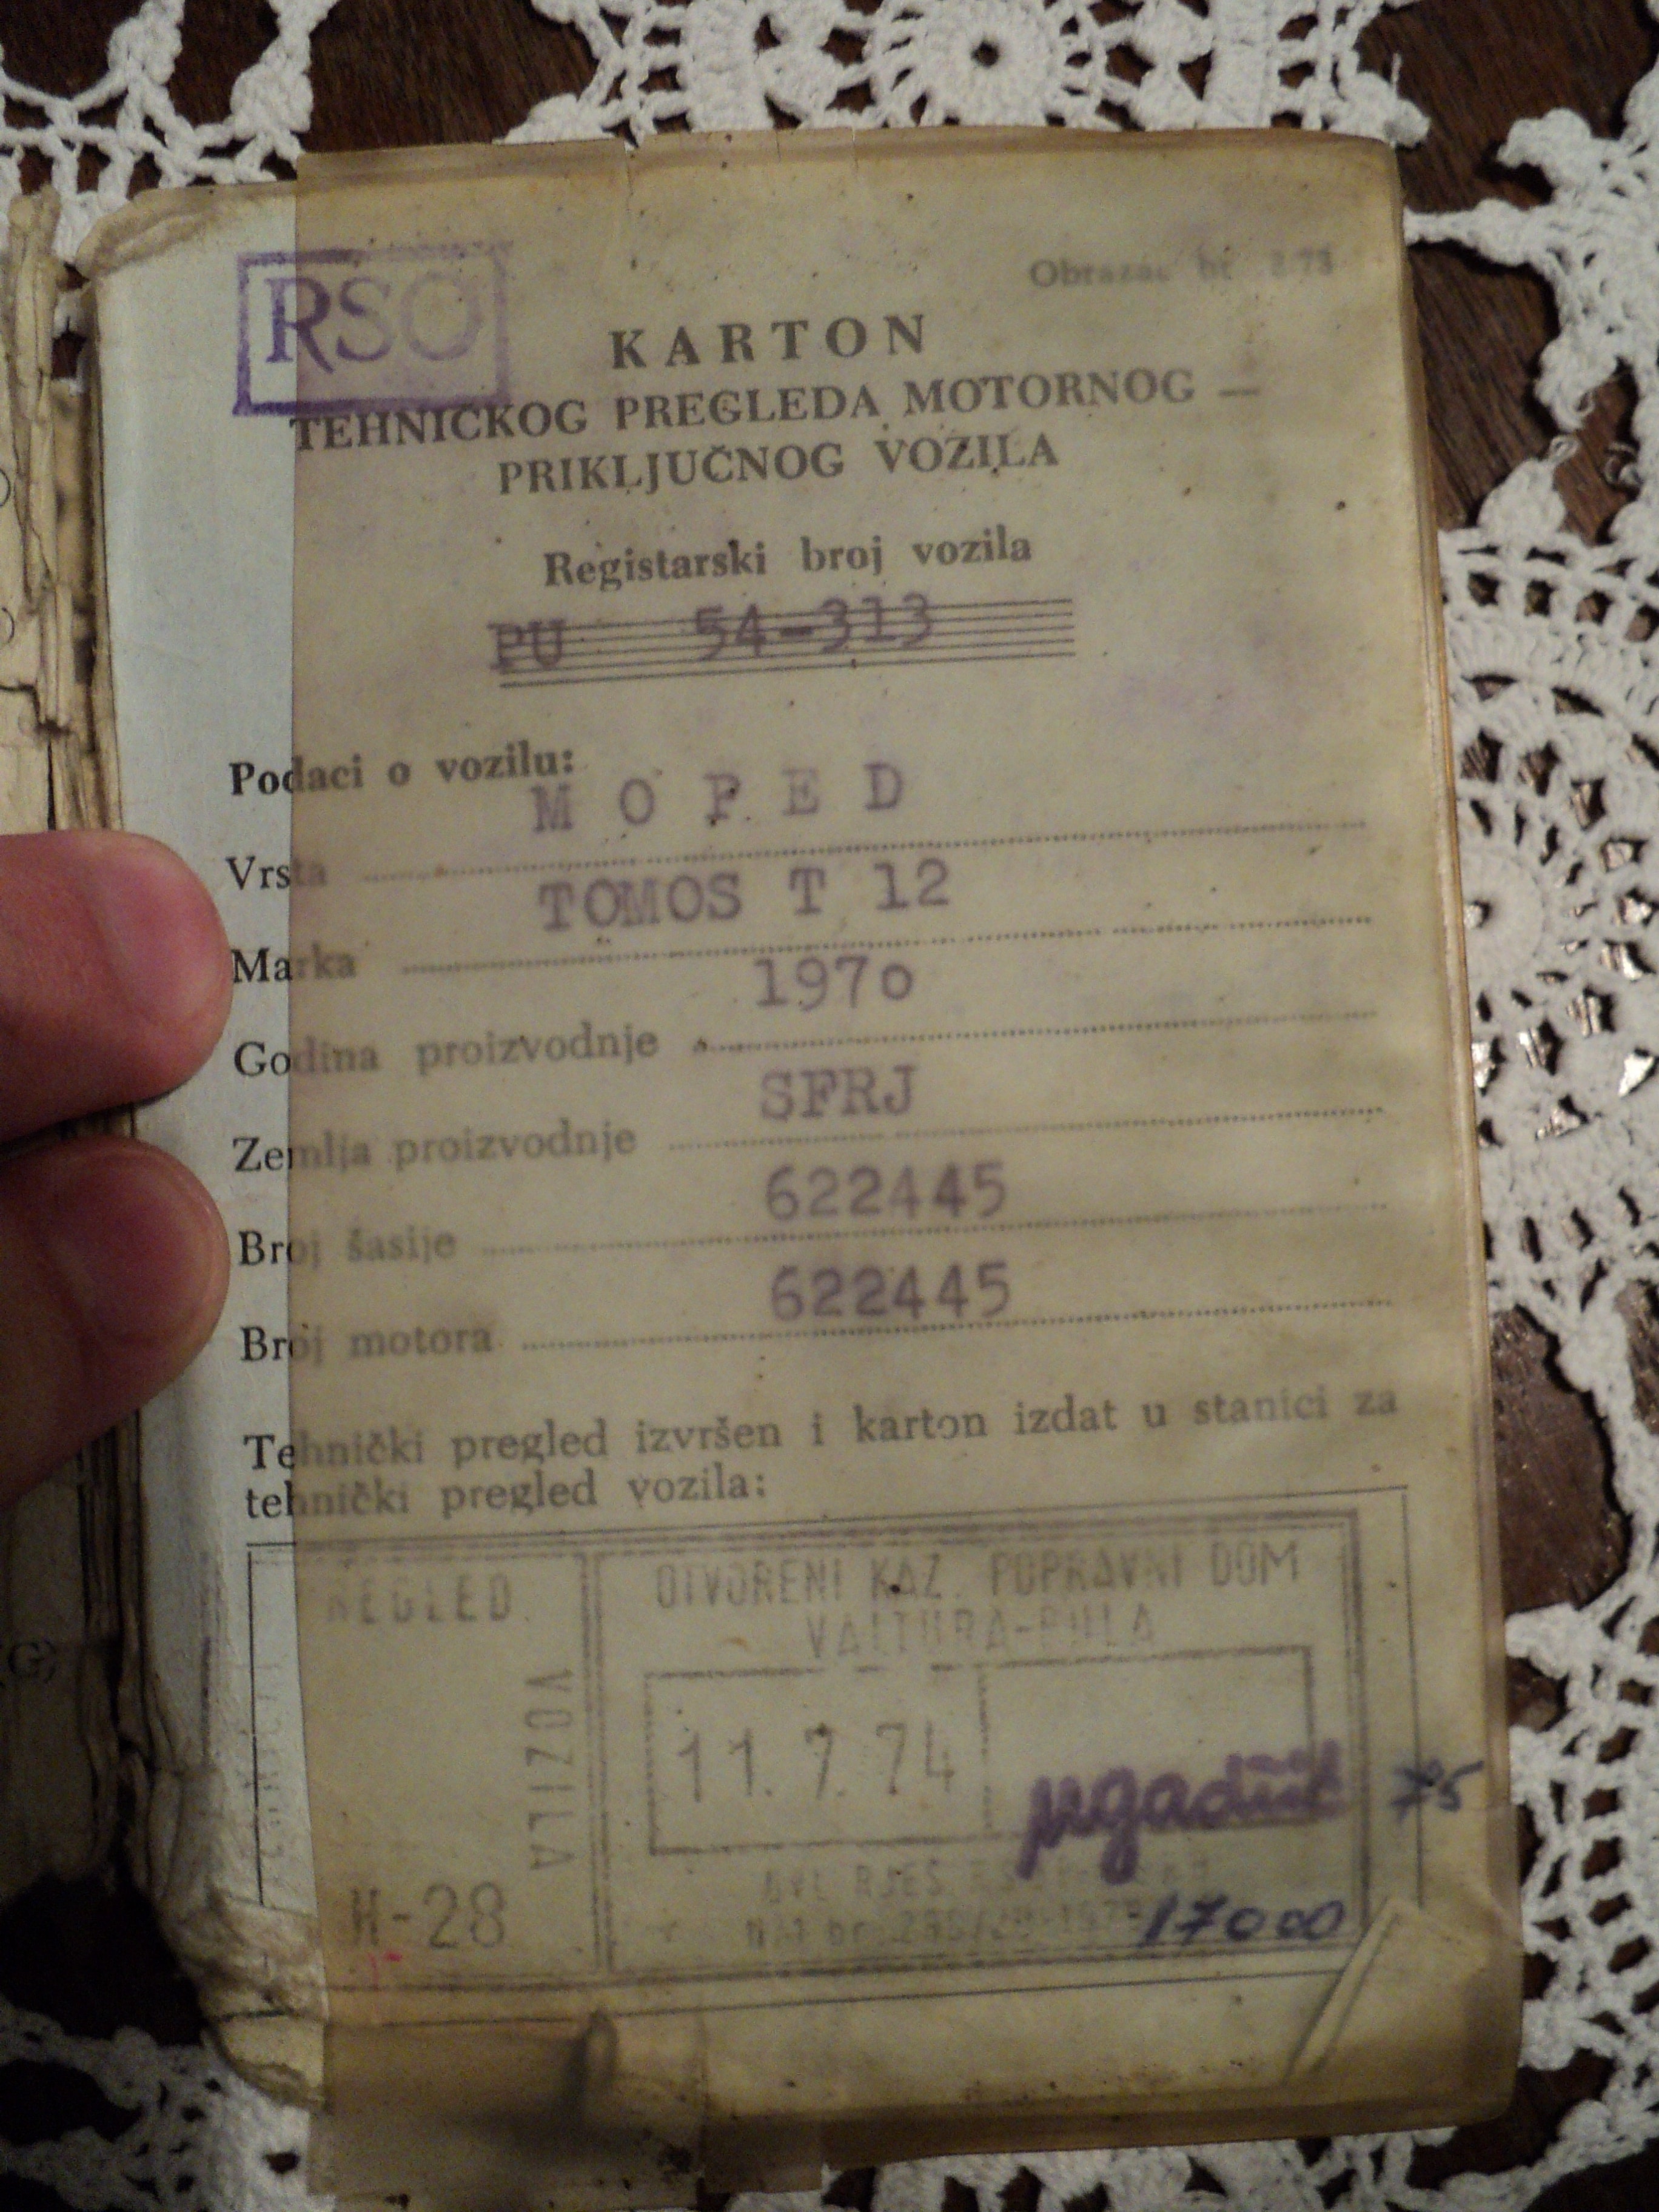 RSO
Obrazac br.
KARTON
TEHNIČKOG PREGLEDA MOTORNOG —
PRIKLJUČNOG VOZILA
Registarski broj vozila
PU 54-313
Podaci o vozilu:
MOPED
Vrsta
TOMOS T 12
Marka
1970
Godina proizvodnje
SFRJ
Zemlja proizvodnje
622445
Broj šasije
622445
Broj motora
Tehnički pregled izvršen i karton izdat u stanici za
tehnički pregled vozila:
PREGLED
VOZILA
H-28
OTVORENI KAZ. POPRAVNI DOM
VALTURA-PULA
11. 7. 74
75
RJEŠ
br.
17000